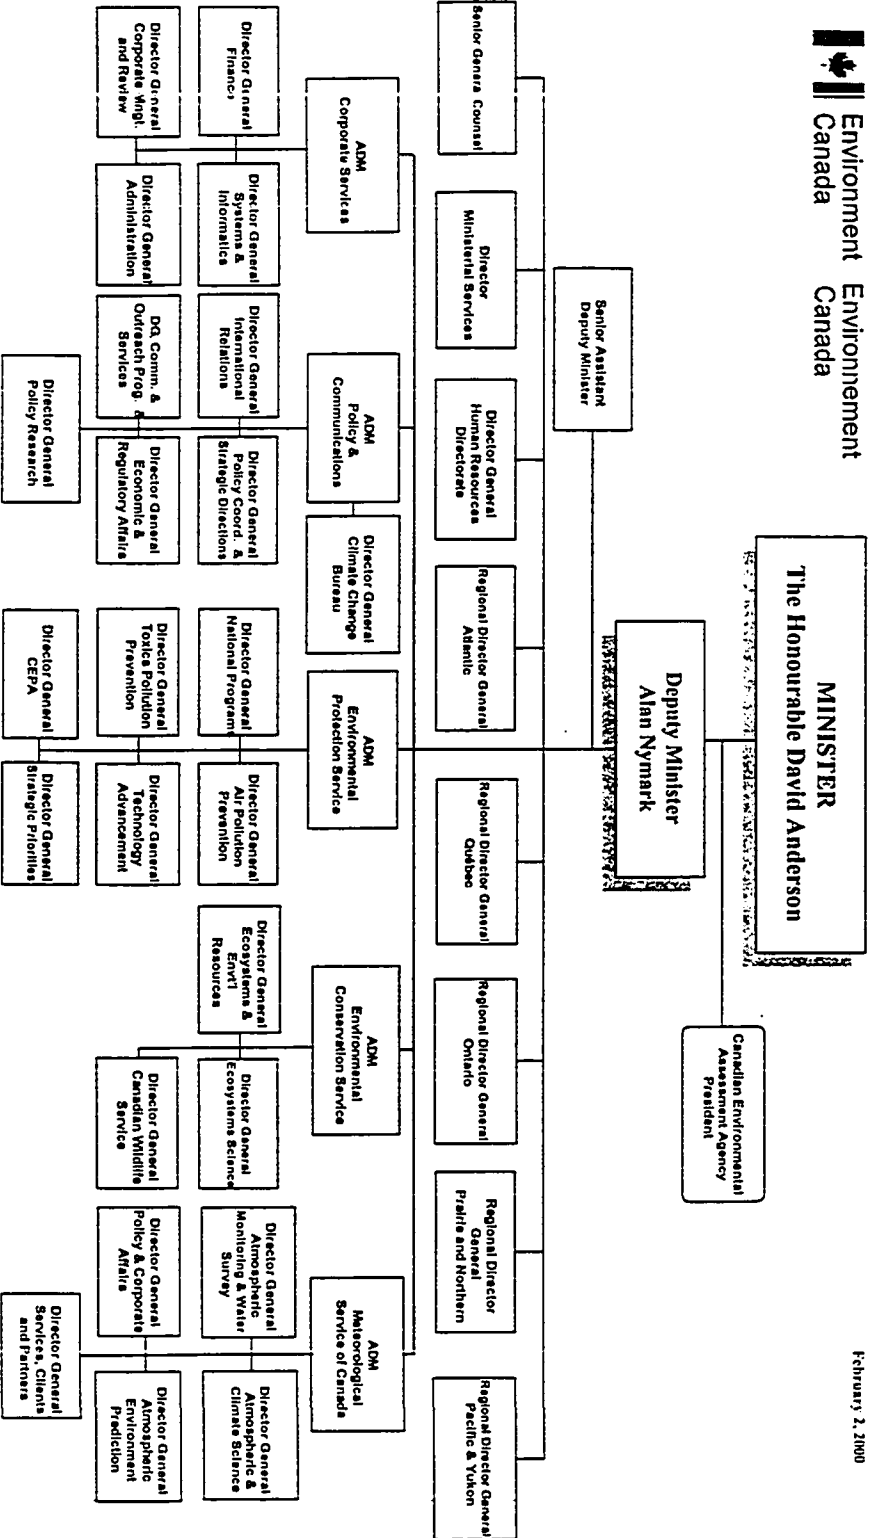 Environment
Canada
Environnement
Canada
February 2, 2000
MINISTER
The Honourable David Anderson
Canadian Environmental
Assessment Agency
President
Deputy Minister
Alan Nymark
Senior Assistant
Deputy Minister
Senior Genera Counsel
Director
Ministerial Services
Director General
Human Resources
Directorate
Regional Director General
Atlantic
Regional Director General
Québec
Regional Director General
Ontario
Regional Director
General
Prairie and Northern
Regional Director General
Pacific & Yukon
ADM
Corporate Services
ADM
Policy &
Communications
Director General
Climate Change
Bureau
ADM
Environmental
Protection Service
ADM
Environmental
Conservation Service
ADM
Meteorological
Service of Canada
Director General
Finance
Director General
Systems &
Informatics
Director General
Corporate Mngt.
and Review
Director General
Administration
Director General
International
Relations
Director General
Policy Coord. &
Strategic Directions
DG, Comm. &
Outreach Prog. &
Services
Director General
Economic &
Regulatory Affairs
Director General
Policy Research
Director General
National Programs
Director General
Air Pollution
Prevention
Director General
Toxics Pollution
Prevention
Director General
Technology
Advancement
Director General
CEPA
Director General
Strategic Priorities
Director General
Ecosystems &
Envt'l
Resources
Director General
Ecosystems Science
Director General
Canadian Wildlife
Service
Director General
Atmospheric
Monitoring & Water
Survey
Director General
Atmospheric &
Climate Science
Director General
Policy & Corporate
Affairs
Director General
Atmospheric
Environment
Prediction
Director General
Services, Clients
and Partners